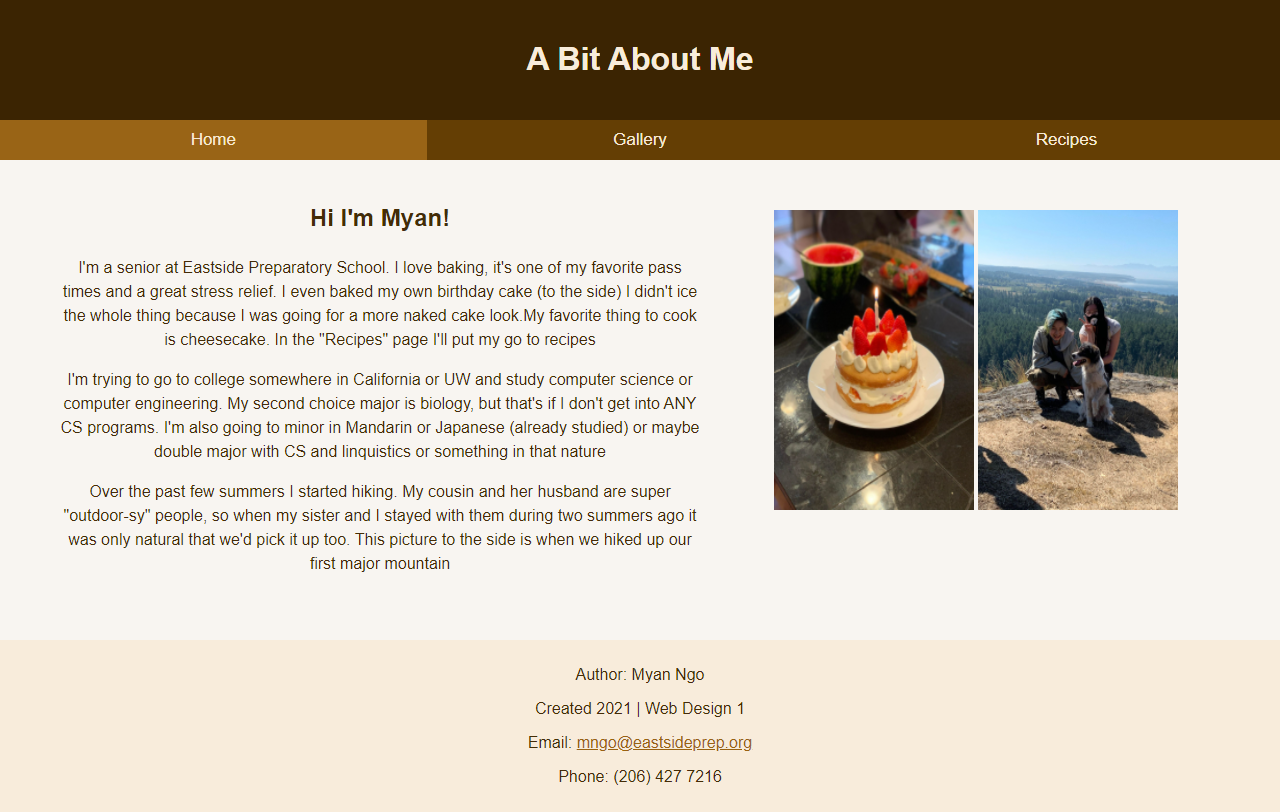 A Bit About Me
Home
Gallery
Recipes
Hi I'm Myan!
I'm a senior at Eastside Preparatory School. I love baking, it's one of my favorite pass
times and a great stress relief. I even baked my own birthday cake (to the side) I didn't ice
the whole thing because I was going for a more naked cake look.My favorite thing to cook
is cheesecake. In the "Recipes" page I'll put my go to recipes
I'm trying to go to college somewhere in California or UW and study computer science or
computer engineering. My second choice major is biology, but that's if I don't get into ANY
CS programs. I'm also going to minor in Mandarin or Japanese (already studied) or maybe
double major with CS and linquistics or something in that nature
Over the past few summers I started hiking. My cousin and her husband are super
"outdoor-sy" people, so when my sister and I stayed with them during two summers ago it
was only natural that we'd pick it up too. This picture to the side is when we hiked up our
first major mountain
Author: Myan Ngo
Created 2021 | Web Design 1
Email: mngo@eastsideprep.org
Phone: (206) 427 7216